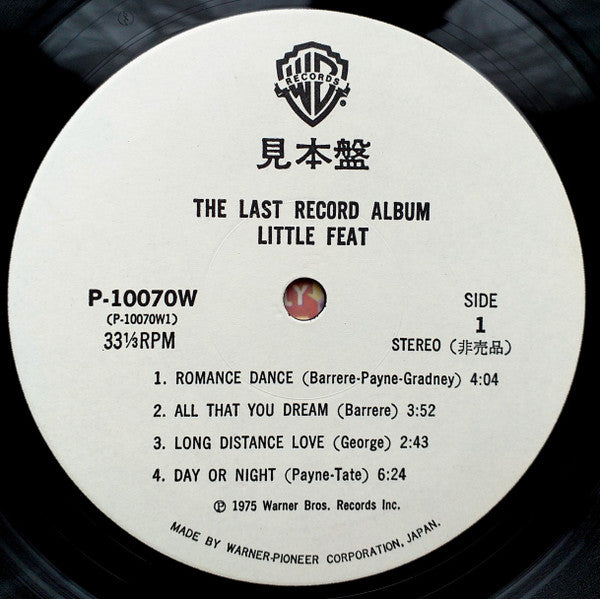 WB
RECORDS
®
見本盤
THE LAST RECORD ALBUM
LITTLE FEAT
P-10070W
(P-10070W1)
33⅓RPM
SIDE
1
STEREO (非売品)
LY
1. ROMANCE DANCE (Barrere-Payne-Gradney) 4:04
2. ALL THAT YOU DREAM (Barrere) 3:52
3. LONG DISTANCE LOVE (George) 2:43
4. DAY OR NIGHT (Payne-Tate) 6:24
℗ 1975 Warner Bros. Records Inc.
MADE BY WARNER-PIONEER CORPORATION, JAPAN.